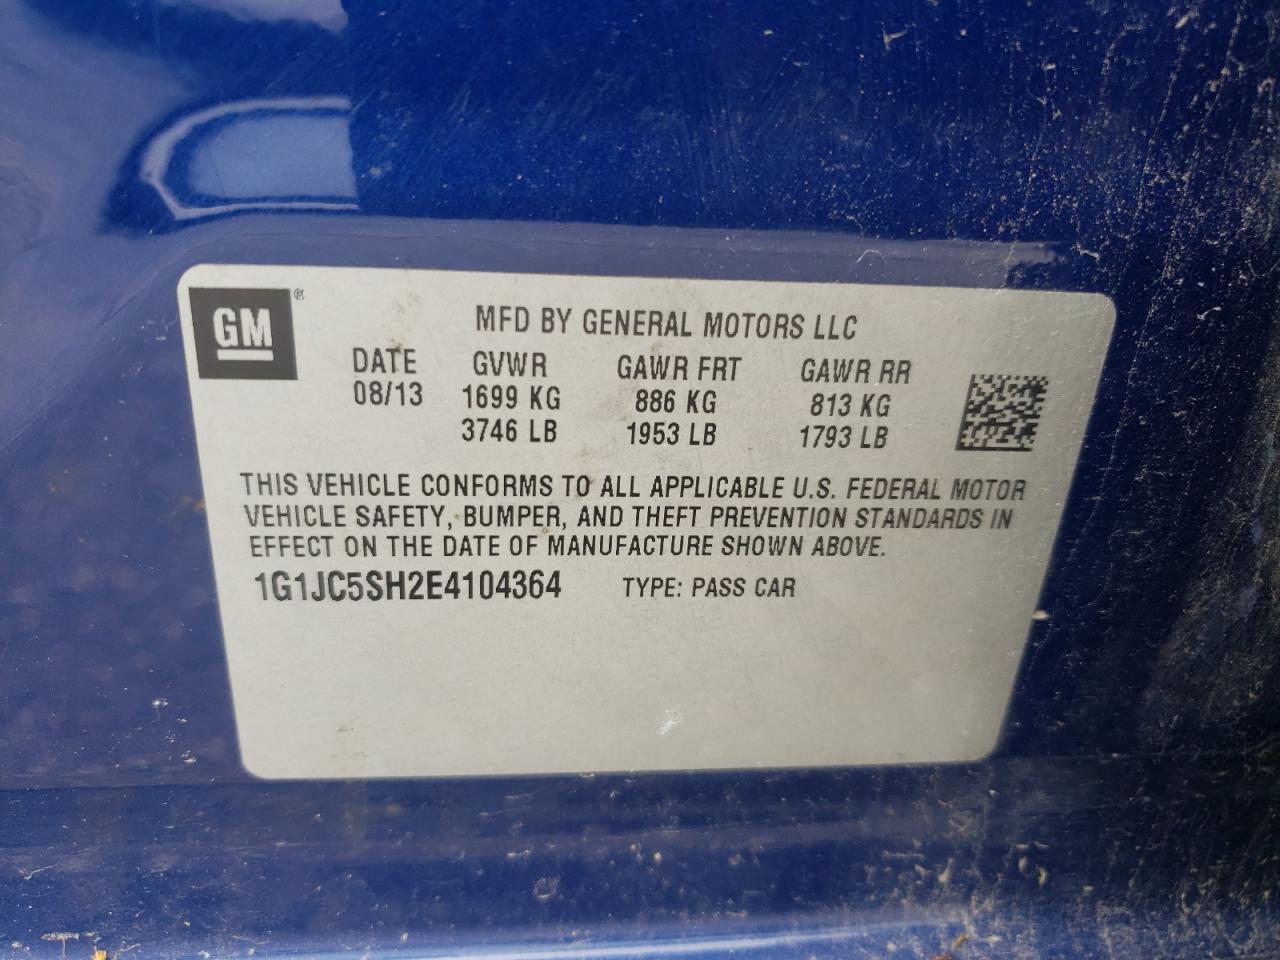 GM ®
MFD BY GENERAL MOTORS LLC
DATE GVWR GAWR FRT GAWR RR
08/13 1699 KG 886 KG 813 KG
3746 LB 1953 LB 1793 LB
THIS VEHICLE CONFORMS TO ALL APPLICABLE U.S. FEDERAL MOTOR
VEHICLE SAFETY, BUMPER, AND THEFT PREVENTION STANDARDS IN
EFFECT ON THE DATE OF MANUFACTURE SHOWN ABOVE.
1G1JC5SH2E4104364 TYPE: PASS CAR